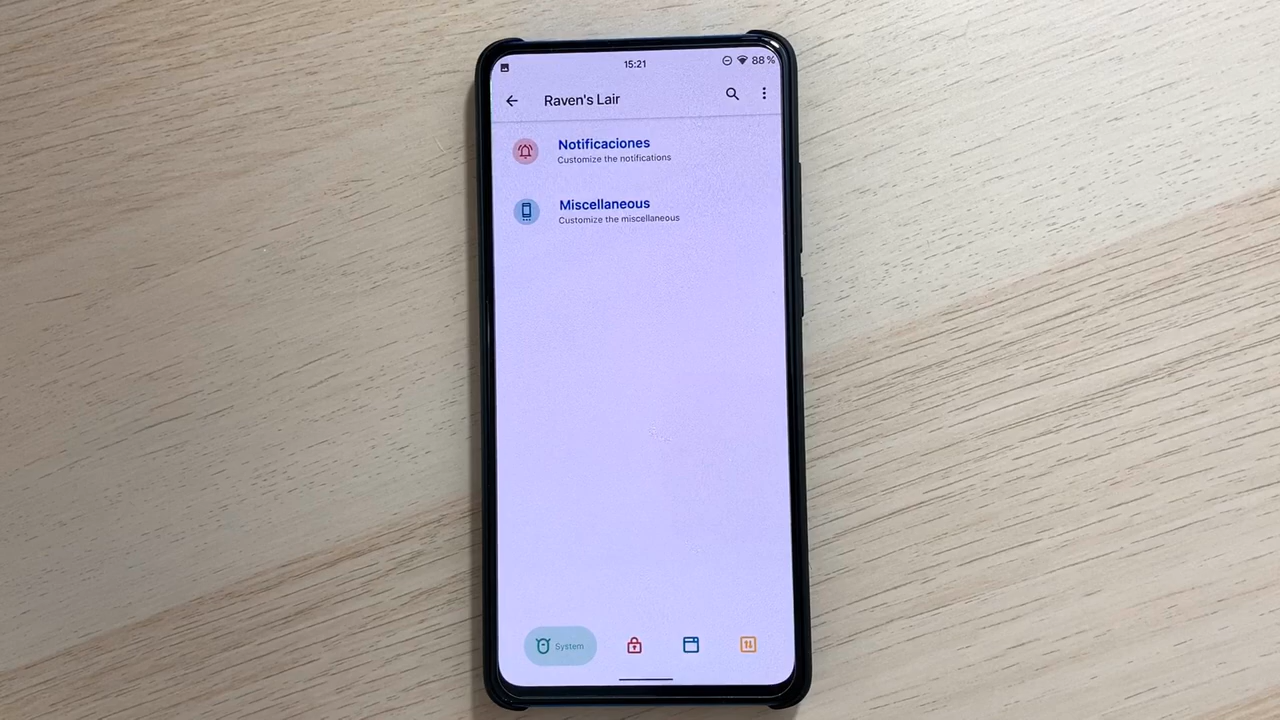 15:21
88%
Raven's Lair
Notificaciones
Customize the notifications
Miscellaneous
Customize the miscellaneous
System